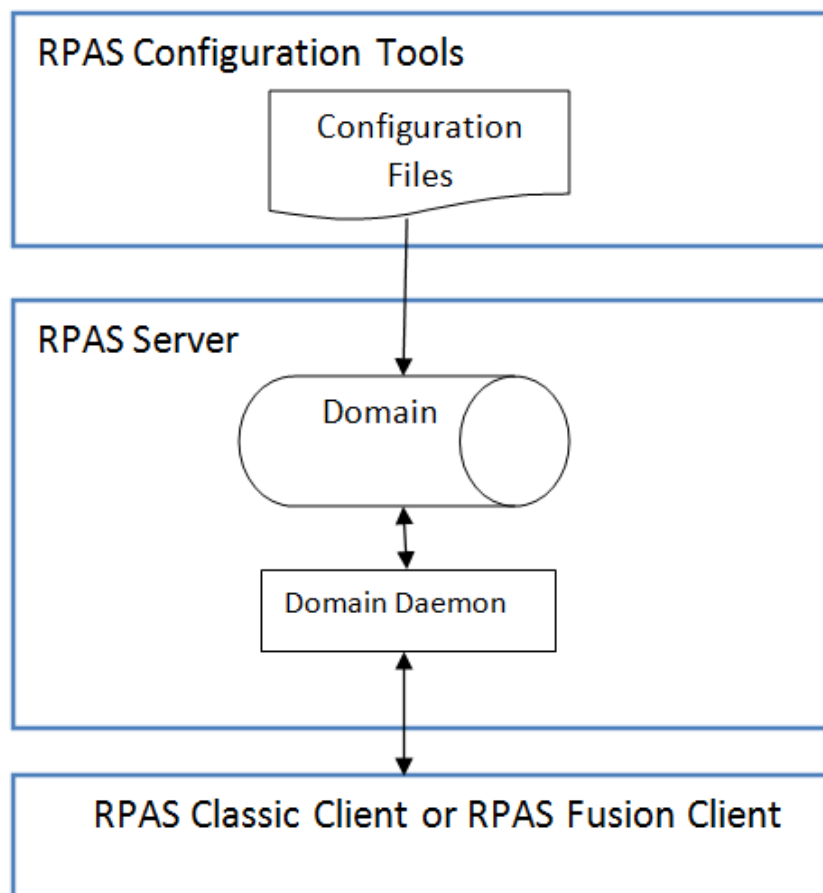 RPAS Configuration Tools
Configuration
Files
RPAS Server
Domain
Domain Daemon
RPAS Classic Client or RPAS Fusion Client